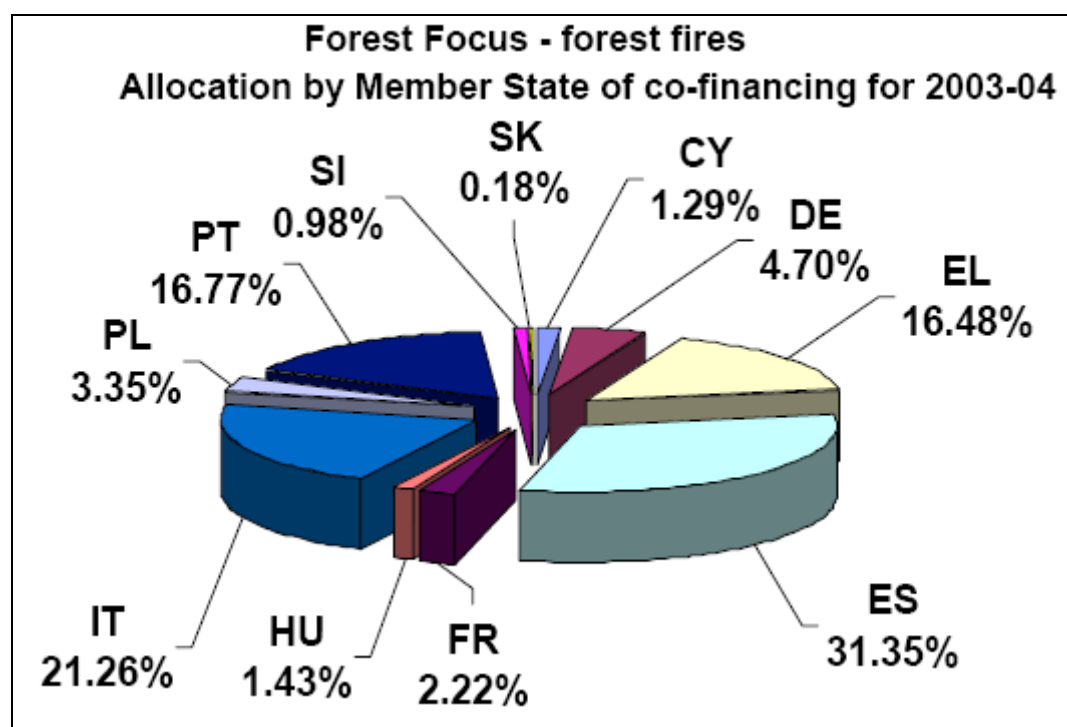 Forest Focus - forest fires
Allocation by Member State of co-financing for 2003-04
SK
0.18%
CY
1.29%
SI
0.98%
DE
4.70%
PT
16.77%
EL
16.48%
PL
3.35%
IT
21.26%
HU
1.43%
FR
2.22%
ES
31.35%